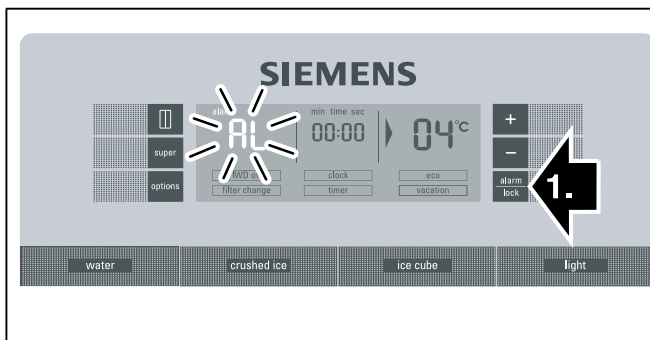 SIEMENS
super
options
AL
min time sec
00:00
04°C
clock
eco
filter change
timer
vacation
+
−
alarm
lock
1.
water
crushed ice
ice cube
light